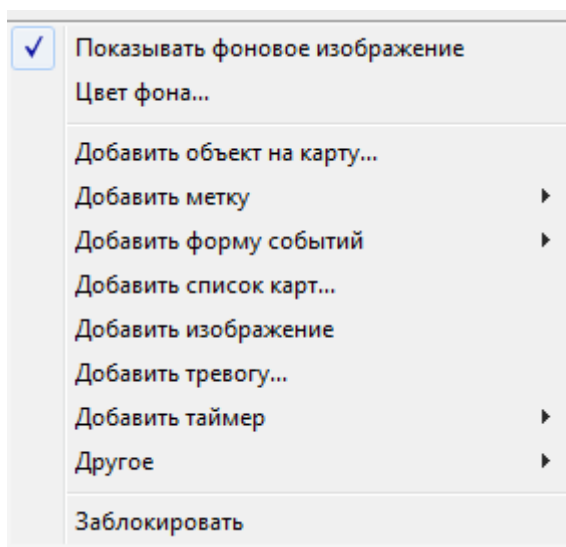 Показывать фоновое изображение
Цвет фона...
Добавить объект на карту...
Добавить метку
Добавить форму событий
Добавить список карт...
Добавить изображение
Добавить тревогу...
Добавить таймер
Другое
Заблокировать